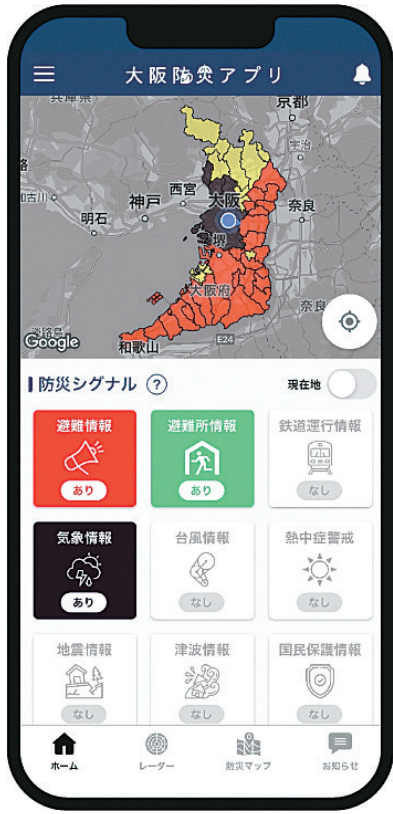 大阪防災アプリ
兵庫県
京都
宇治
神戸
西宮
大阪
奈良
明石
堺
大阪府
奈良
淡路島
Google
和歌山
E24
防災シグナル ?
現在地
避難情報
あり
避難所情報
あり
鉄道運行情報
なし
気象情報
あり
台風情報
なし
熱中症警戒
なし
地震情報
なし
津波情報
なし
国民保護情報
なし
ホーム
レーダー
防災マップ
お知らせ